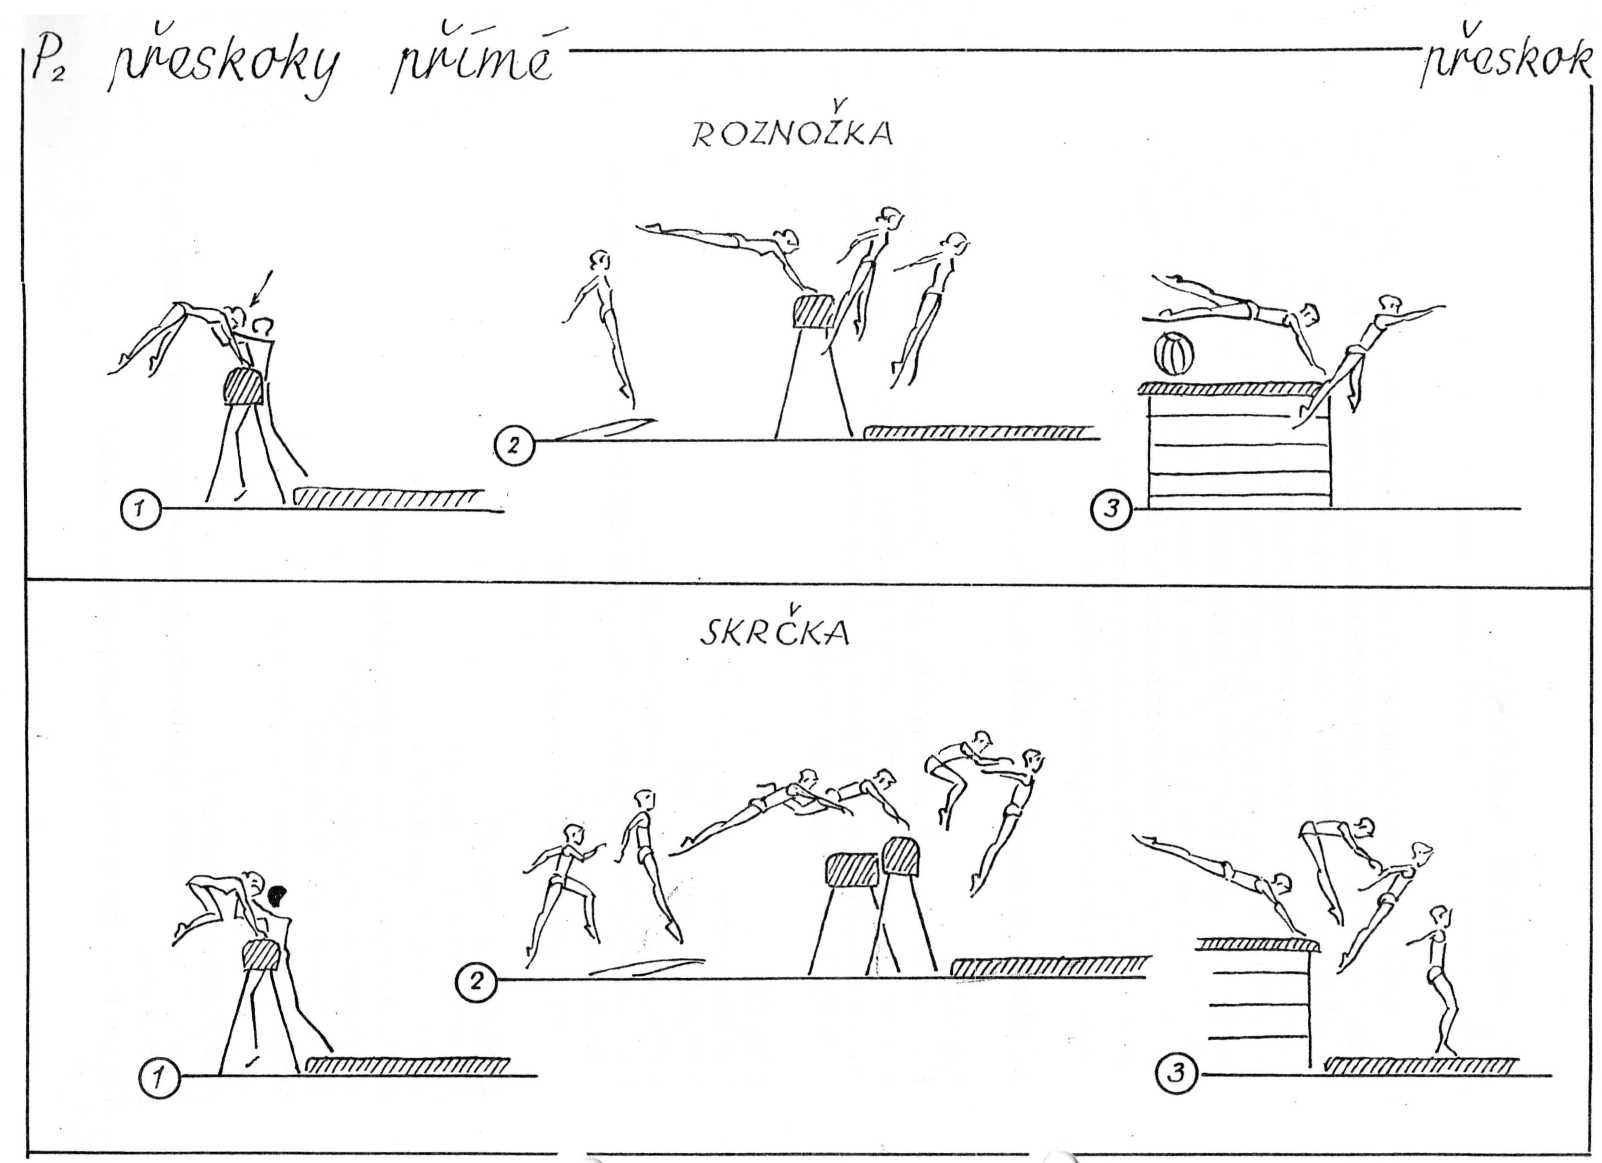 P₂ přeskoky přímé přeskok
ROZNOŽKA
1
2
3
SKRČKA
1
2
3